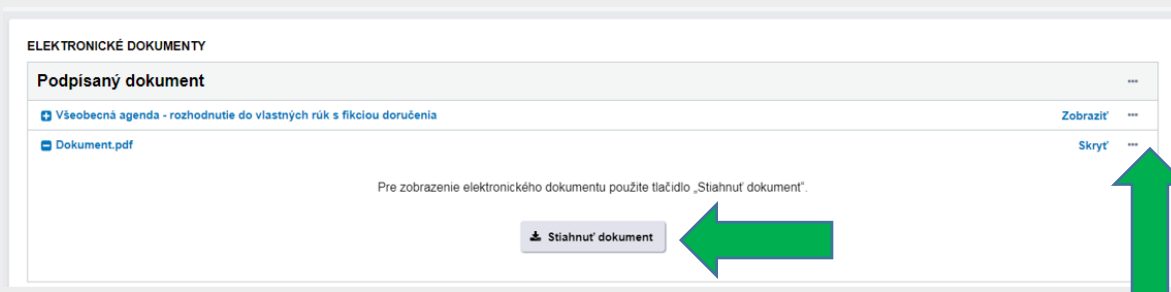 ELEKTRONICKÉ DOKUMENTY
Podpísaný dokument
Všeobecná agenda - rozhodnutie do vlastných rúk s fikciou doručenia Zobraziť
Dokument.pdf Skryť
Pre zobrazenie elektronického dokumentu použite tlačidlo „Stiahnuť dokument“.
Stiahnuť dokument